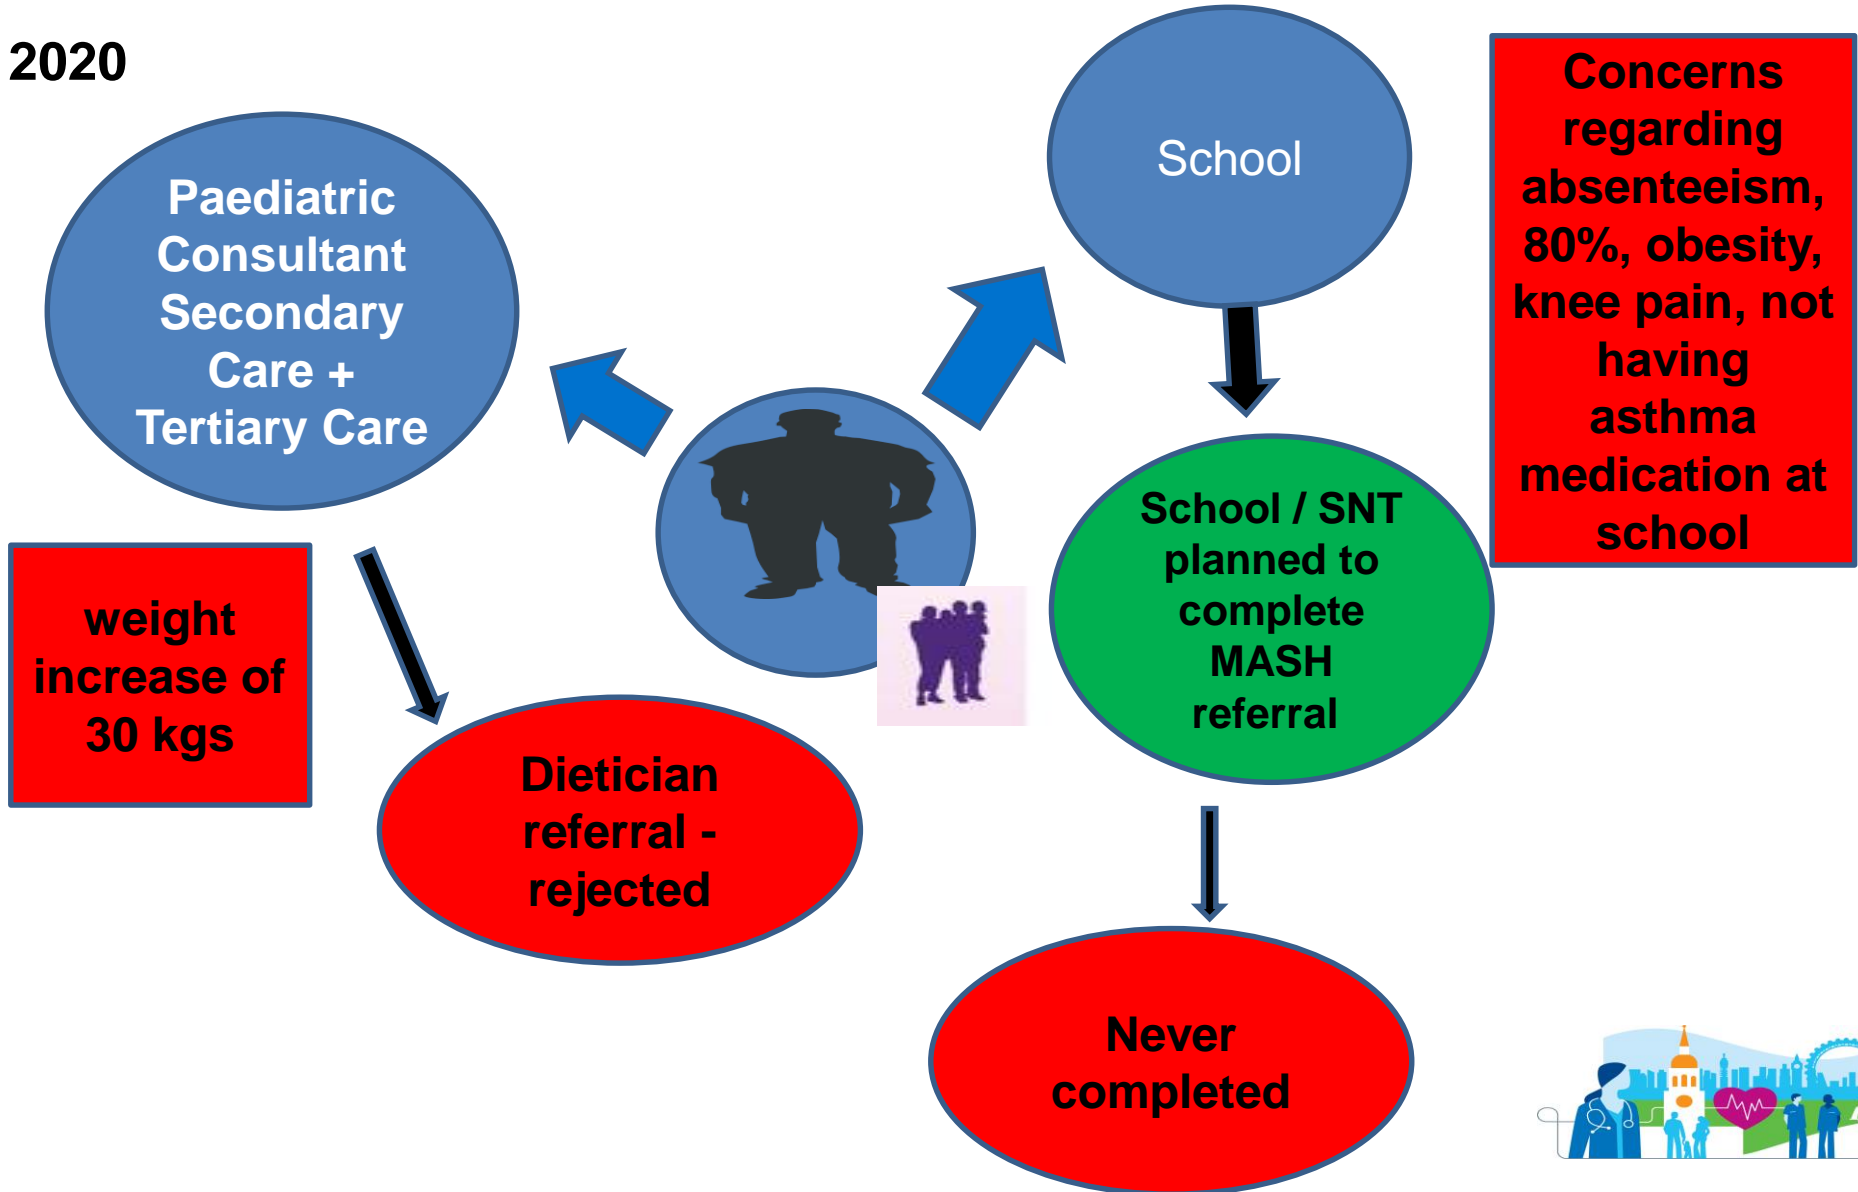 2020
Paediatric
Consultant
Secondary
Care +
Tertiary Care
School
Concerns
regarding
absenteeism,
80%, obesity,
knee pain, not
having
asthma
medication at
school
School / SNT
planned to
complete
MASH
referral
weight
increase of
30 kgs
Dietician
referral -
rejected
Never
completed